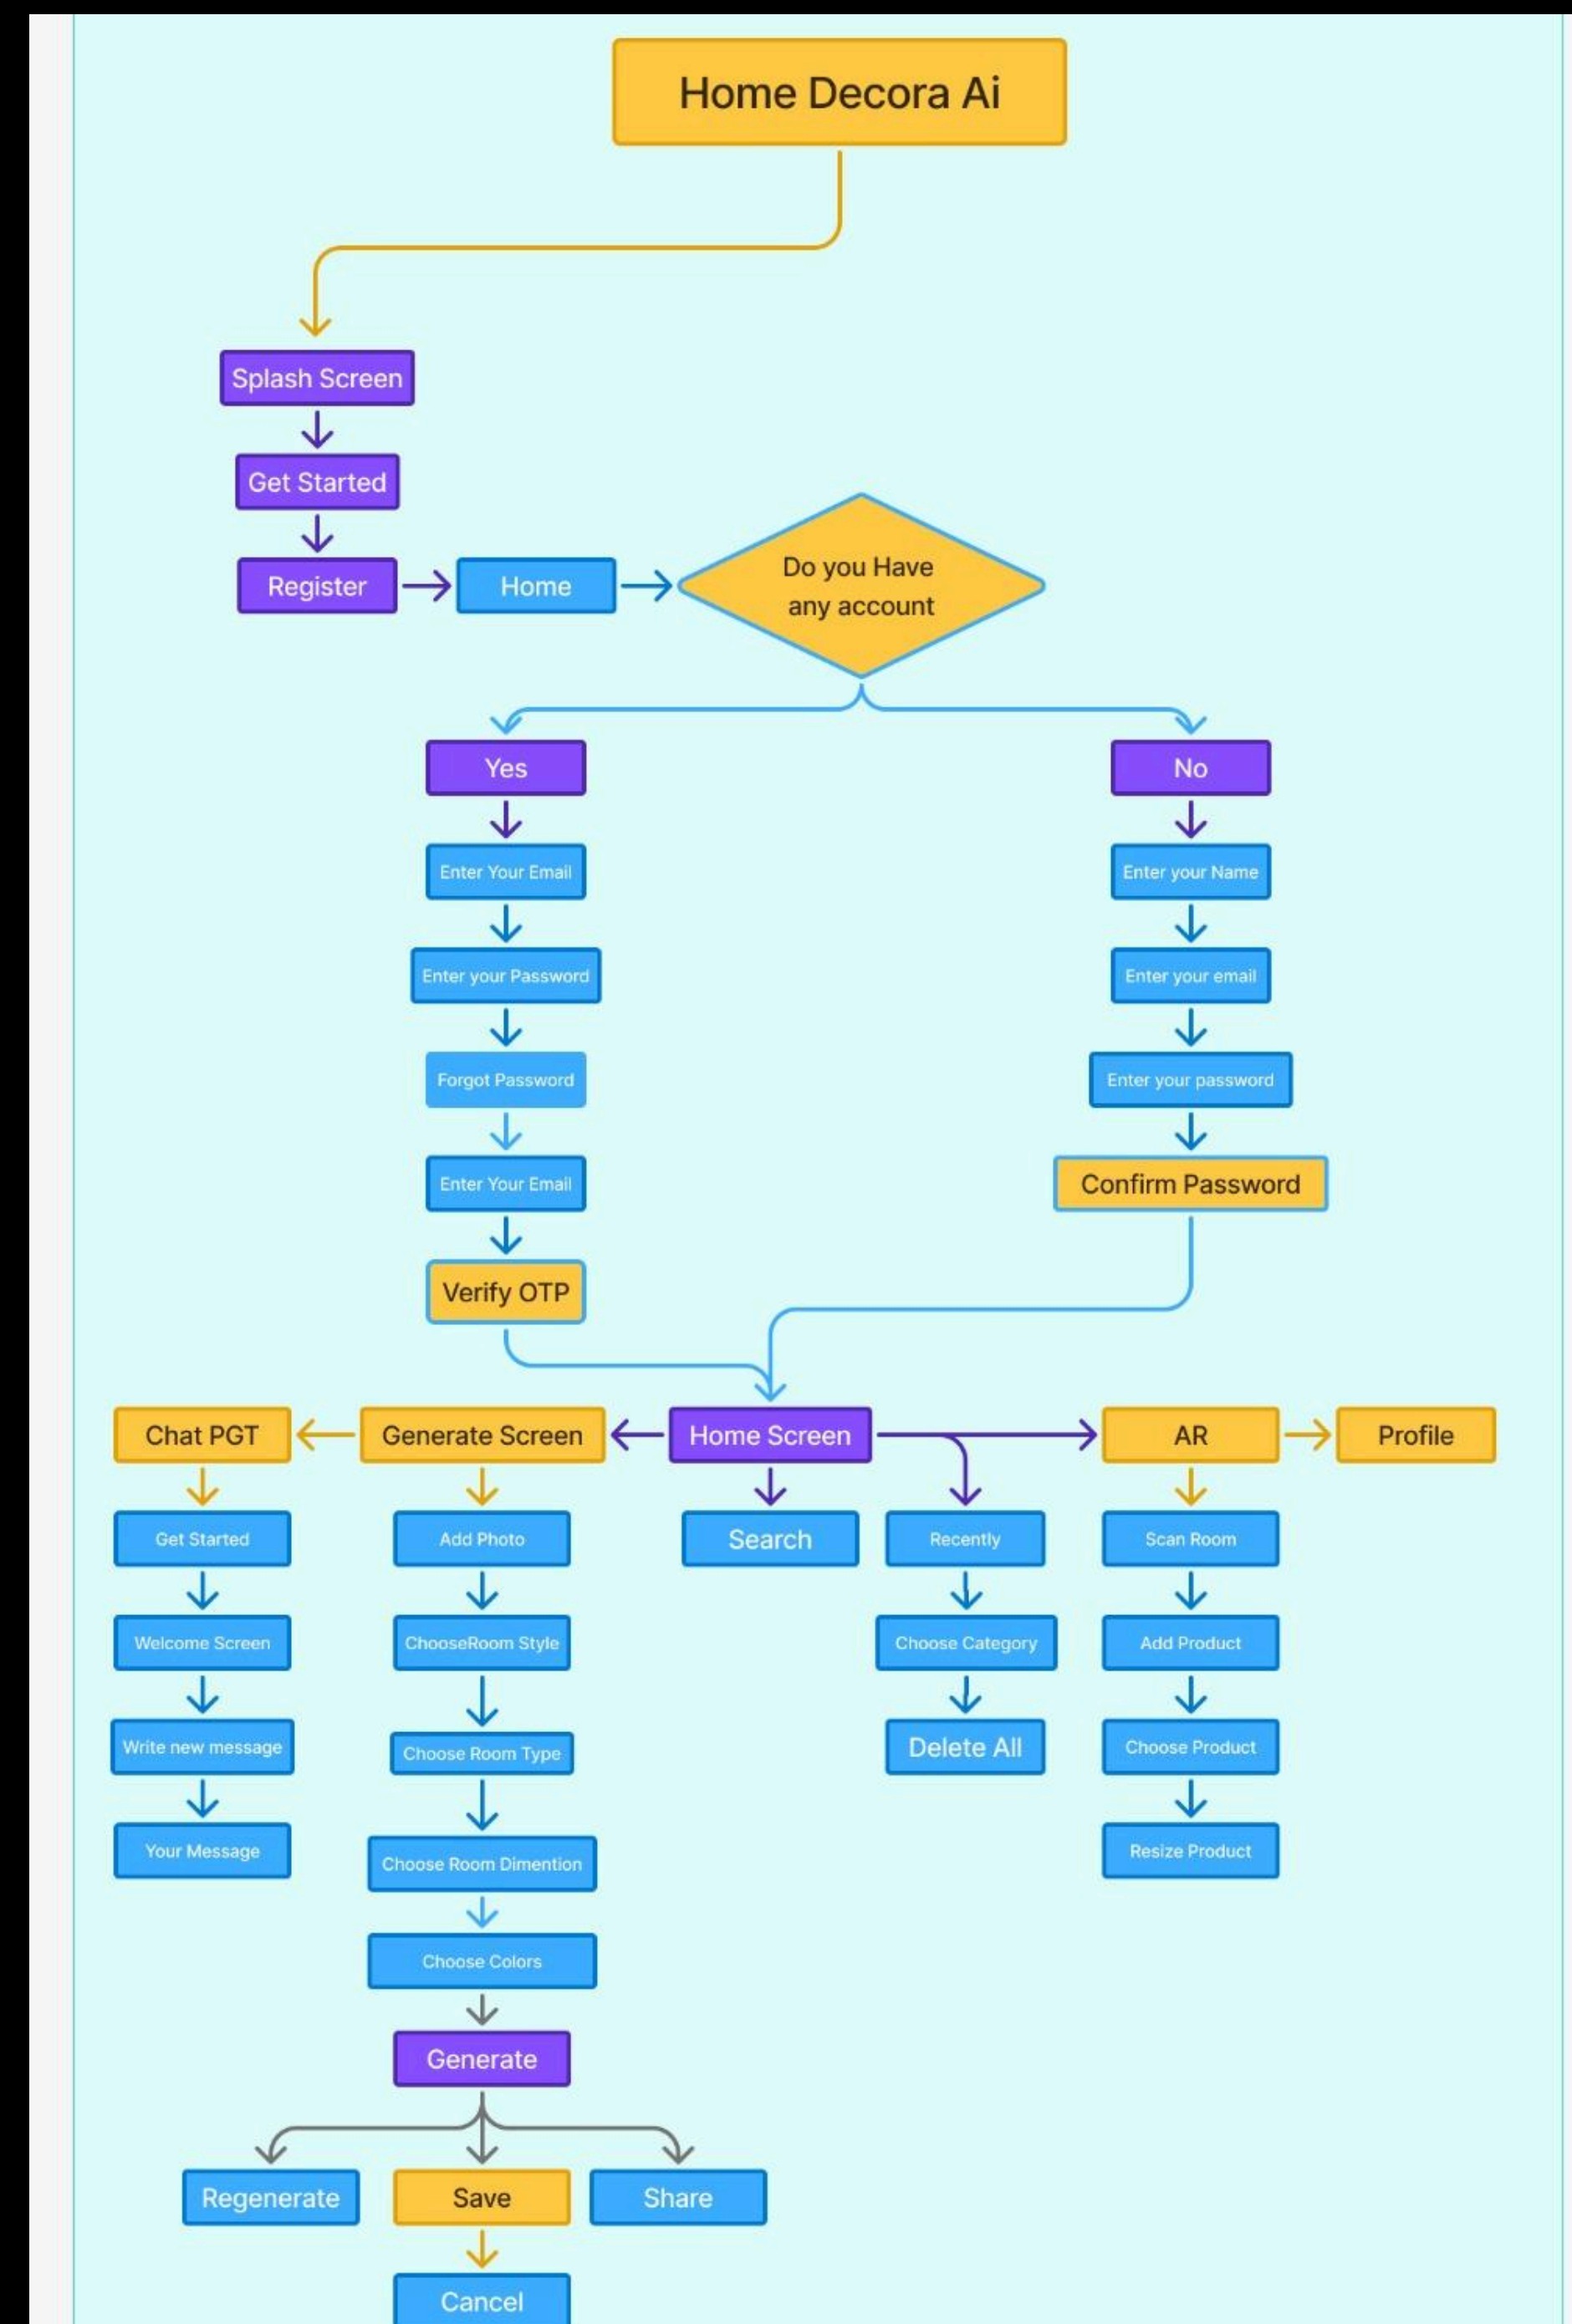 Home Decora Ai
Splash Screen
Get Started
Register
Home
Do you Have
any account
Yes
No
Enter Your Email
Enter your Name
Enter your Password
Enter your email
Forgot Password
Enter your password
Enter Your Email
Confirm Password
Verify OTP
Chat PGT
Generate Screen
Home Screen
AR
Profile
Get Started
Add Photo
Search
Recently
Scan Room
Welcome Screen
ChooseRoom Style
Choose Category
Add Product
Write new message
Choose Room Type
Delete All
Choose Product
Your Message
Choose Room Dimention
Resize Product
Choose Colors
Generate
Regenerate
Save
Share
Cancel